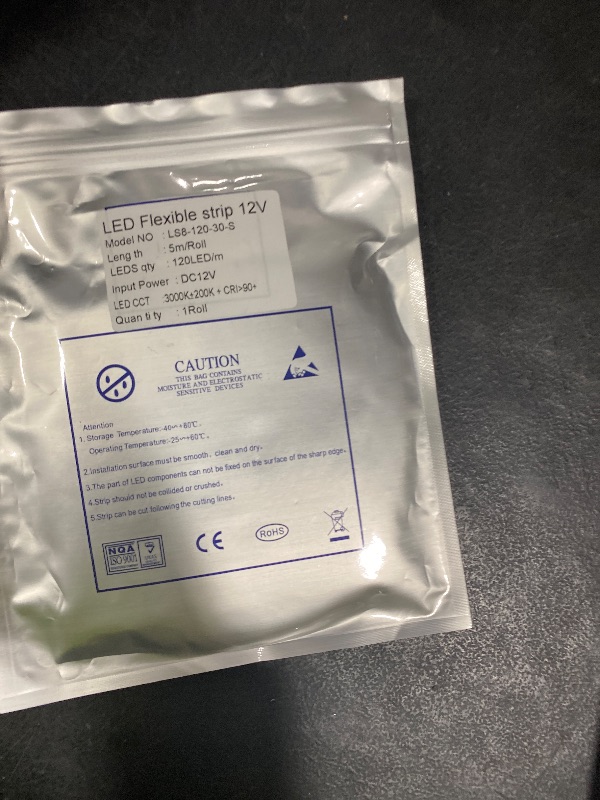 LED Flexible strip 12V
Model NO : LS8-120-30-S
Leng th : 5m/Roll
LEDS qty : 120LED/m
Input Power : DC12V
LED CCT :3000K±200K + CRI>90+
Quan ti ty : 1Roll
CAUTION
THIS BAG CONTAINS
MOISTURE AND ELECTROSTATIC
SENSITIVE DEVICES
Attention
1. Storage Temperature:-40~+80℃.
Operating Temperature:-25~+60℃.
2.Installation surface must be smooth, clean and dry.
3.The part of LED components can not be fixed on the surface of the sharp edge.
4.Strip should not be collided or crushed.
5.Strip can be cut following the cutting lines.
NQA
ISO 9001
CE
RoHS